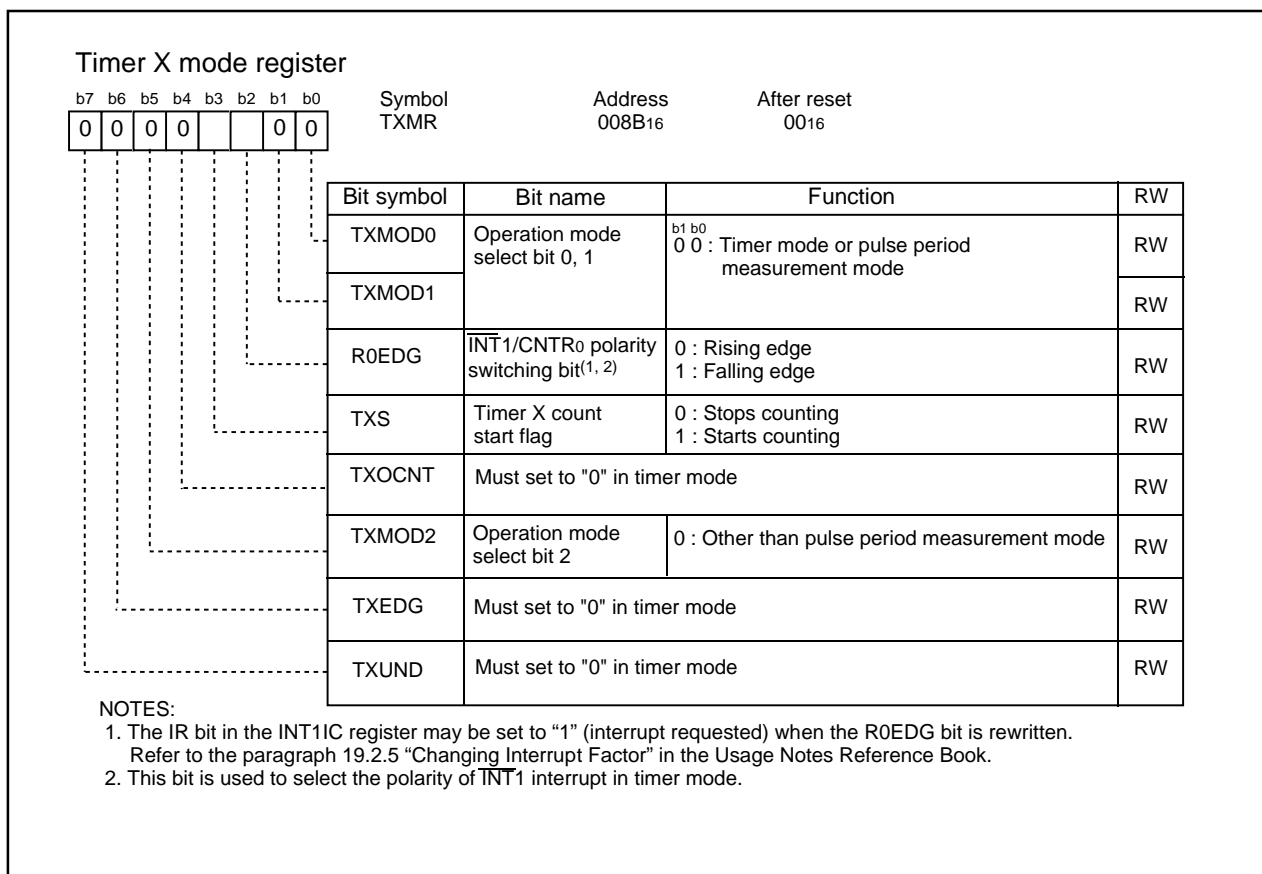 Timer X mode register
b7 b6 b5 b4 b3 b2 b1 b0
Symbol Address After reset
TXMR 008B16 0016
0 0 0 0 0 0
Bit symbol Bit name Function RW
TXMOD0 Operation mode select bit 0, 1 b1 b0
0 0 : Timer mode or pulse period
measurement mode RW
TXMOD1 RW
R0EDG INT1/CNTR0 polarity
switching bit(1, 2) 0 : Rising edge
1 : Falling edge RW
TXS Timer X count
start flag 0 : Stops counting
1 : Starts counting RW
TXOCNT Must set to "0" in timer mode RW
TXMOD2 Operation mode
select bit 2 0 : Other than pulse period measurement mode RW
TXEDG Must set to "0" in timer mode RW
TXUND Must set to "0" in timer mode RW
NOTES:
1. The IR bit in the INT1IC register may be set to “1” (interrupt requested) when the R0EDG bit is rewritten.
Refer to the paragraph 19.2.5 “Changing Interrupt Factor” in the Usage Notes Reference Book.
2. This bit is used to select the polarity of INT1 interrupt in timer mode.